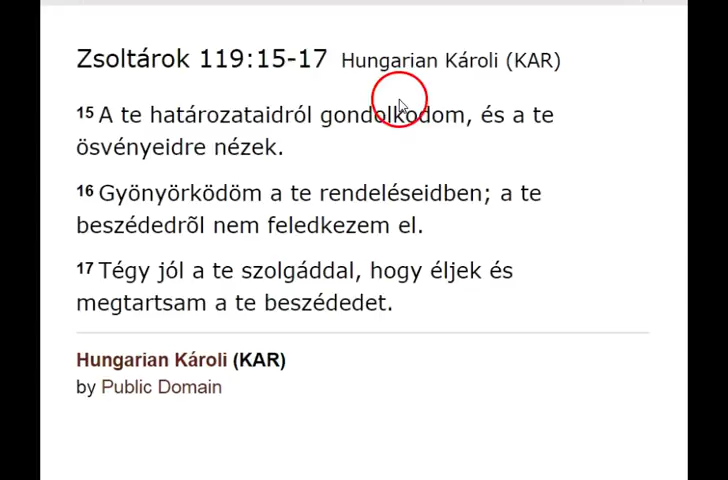 Zsoltárok 119:15-17 Hungarian Károli (KAR)
15 A te határozataidról gondolkodom, és a te
ösvényeidre nézek.
16 Gyönyörködöm a te rendeléseidben; a te
beszédedrõl nem feledkezem el.
17 Tégy jól a te szolgáddal, hogy éljek és
megtartsam a te beszédedet.
Hungarian Károli (KAR)
by Public Domain